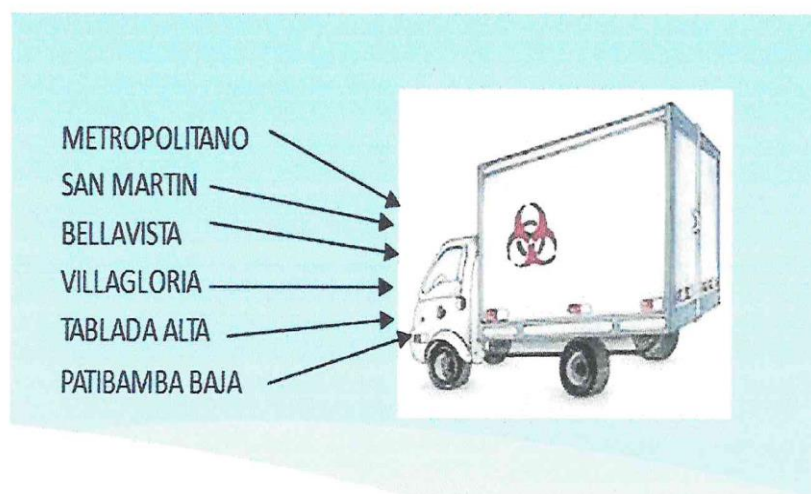 METROPOLITANO
SAN MARTIN
BELLAVISTA
VILLAGLORIA
TABLADA ALTA
PATIBAMBA BAJA